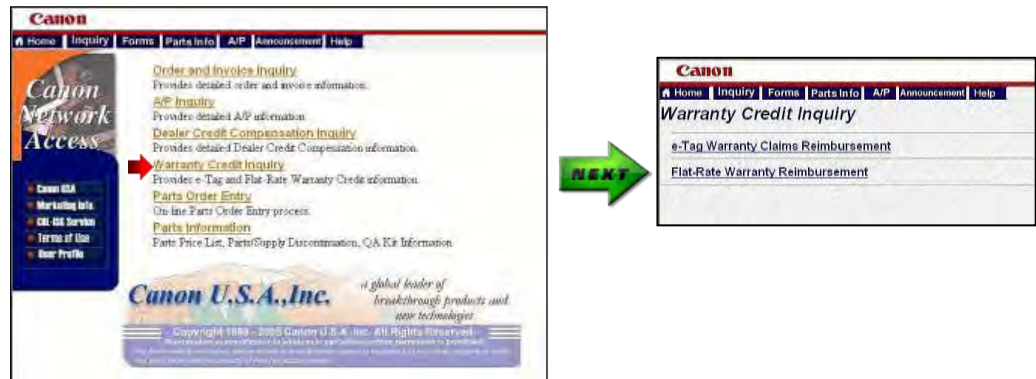 Canon
Home Inquiry Forms Parts Info A/P Announcement Help
Canon
Network
Access
Canon USA
Marketing Info
CBL-ISE Service
Terms of Use
User Profile
Order and Invoice Inquiry
Provides detailed order and invoice information.
A/P Inquiry
Provides detailed A/P information.
Dealer Credit Compensation Inquiry
Provides detailed Dealer Credit Compensation information.
Warranty Credit Inquiry
Provides e-Tag and Flat-Rate Warranty Credit information.
Parts Order Entry
On-line Parts Order Entry process.
Parts Information
Parts Price List, Parts/Supply Discontinuation, QA Kit Information
Canon U.S.A., Inc.
a global leader of
breakthrough products and
new technologies
Copyright 1999 - 2005 Canon U.S.A., Inc. All Rights Reserved.
NEXT
Canon
Home Inquiry Forms Parts Info A/P Announcement Help
Warranty Credit Inquiry
e-Tag Warranty Claims Reimbursement
Flat-Rate Warranty Reimbursement